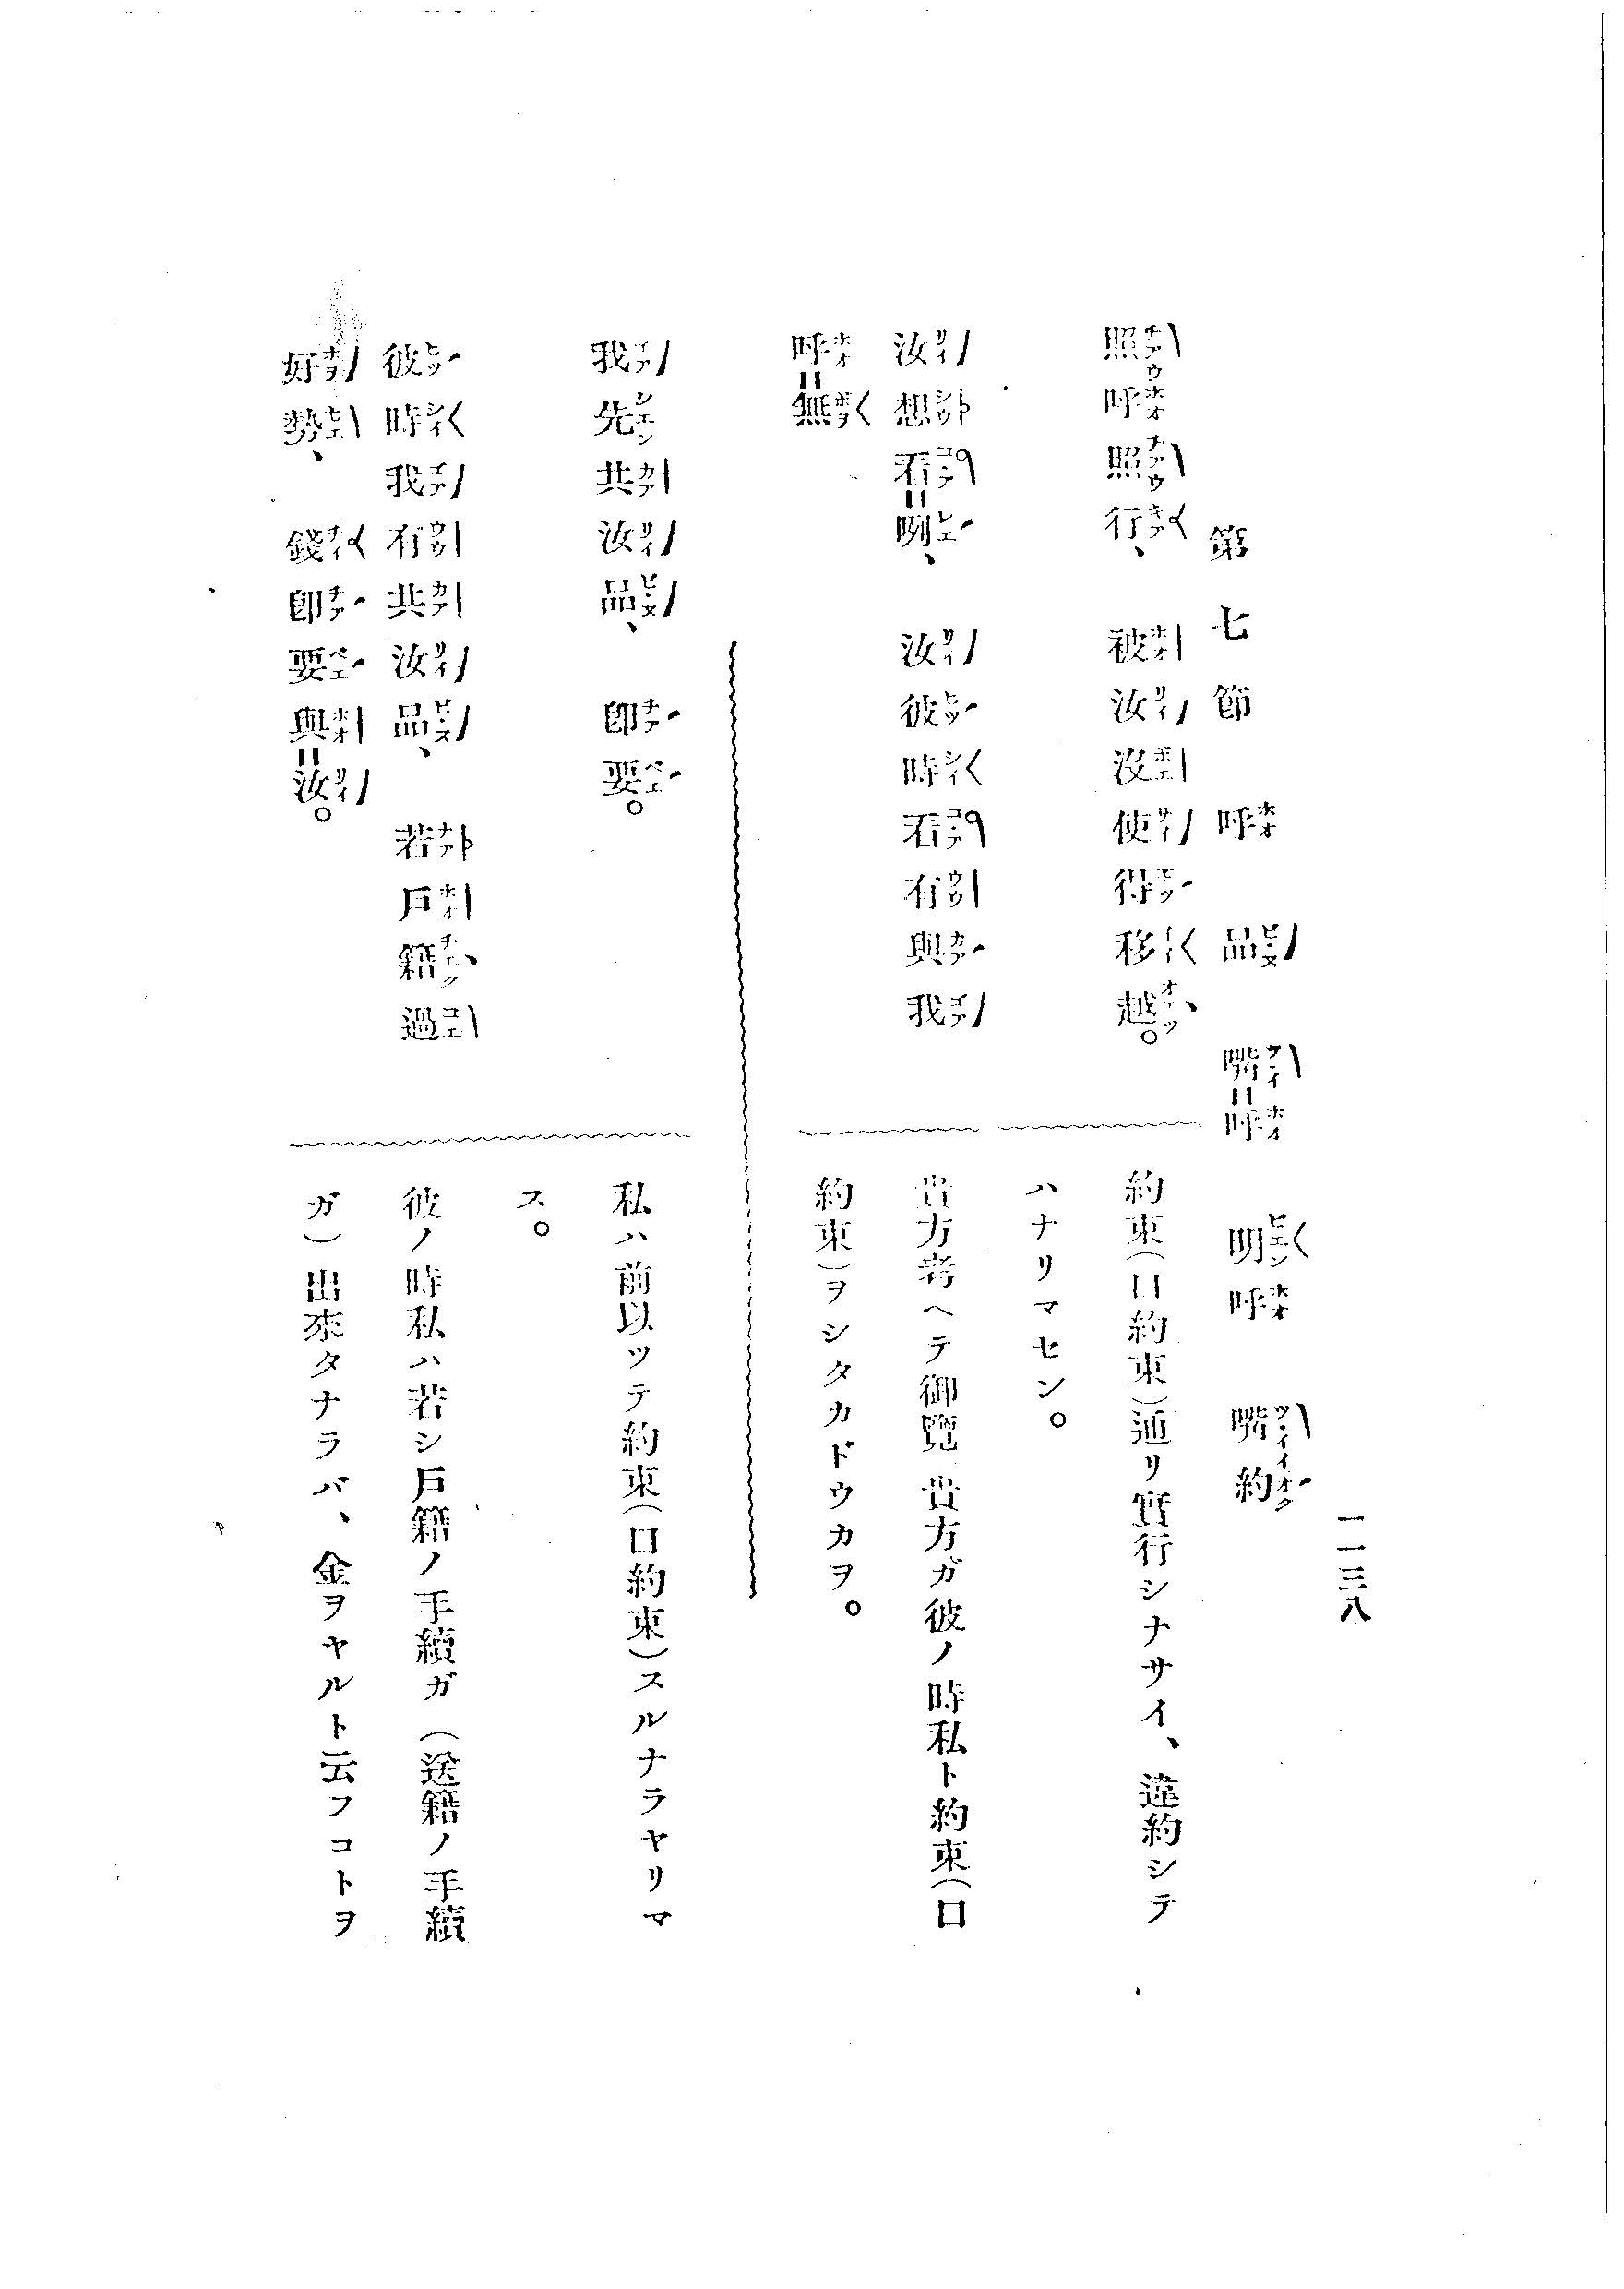 一一三八
第七節 呼 品 嘴=呼 明呼 嘴約
照呼照行、 被汝沒使得移越。
約束(口約束)通リ實行シナサイ、違約シテ
ハナリマセン。
汝想看=咧、 汝彼時看有與我
呼=無
貴方考ヘテ御覽 貴方ガ彼ノ時私ト約束(口
約束)ヲシタカドウカヲ。
我先共汝品、 卽要。
私ハ前以ッテ約束(口約束)スルナラヤリマ
ス。
彼時我有共汝品、 若戶籍過
好勢、 錢卽要與=汝。
彼ノ時私ハ若シ戶籍ノ手續ガ(送籍ノ手續
ガ)出來タナラバ、金ヲヤルト云フコトヲ